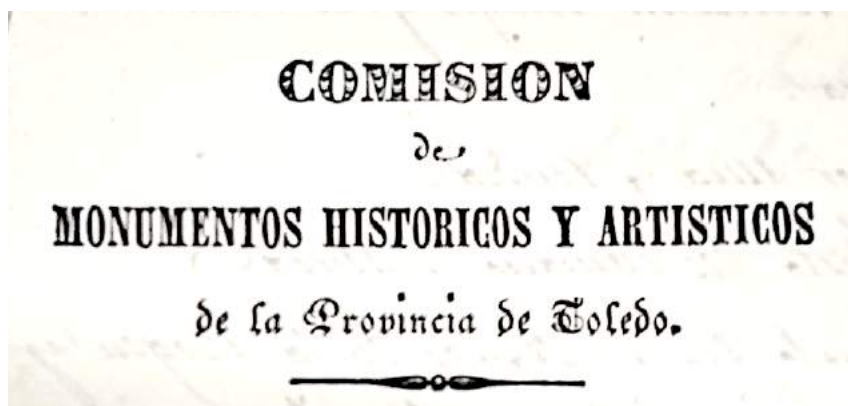 COMISION
de
MONUMENTOS HISTORICOS Y ARTISTICOS
de la Provincia de Toledo.